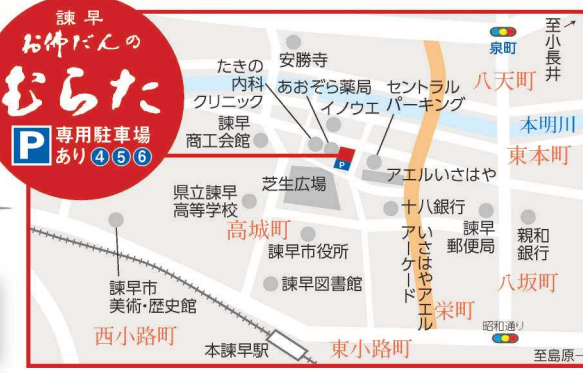 諫早
お佛だんの
むらた
P 専用駐車場
あり④⑤⑥
安勝寺
たきの
内科
クリニック
あおぞら薬局
イノウエ
セントラル
パーキング
泉町
至小長井
八天町
本明川
東本町
諫早
商工会館
P
アエルいさはや
芝生広場
県立諫早
高等学校
高城町
十八銀行
諫早
郵便局
親和
銀行
諫早市役所
いさはやアエル
アーケード
八坂町
諫早図書館
諫早市
美術・歴史館
栄町
西小路町
本諫早駅
東小路町
昭和通り
至島原